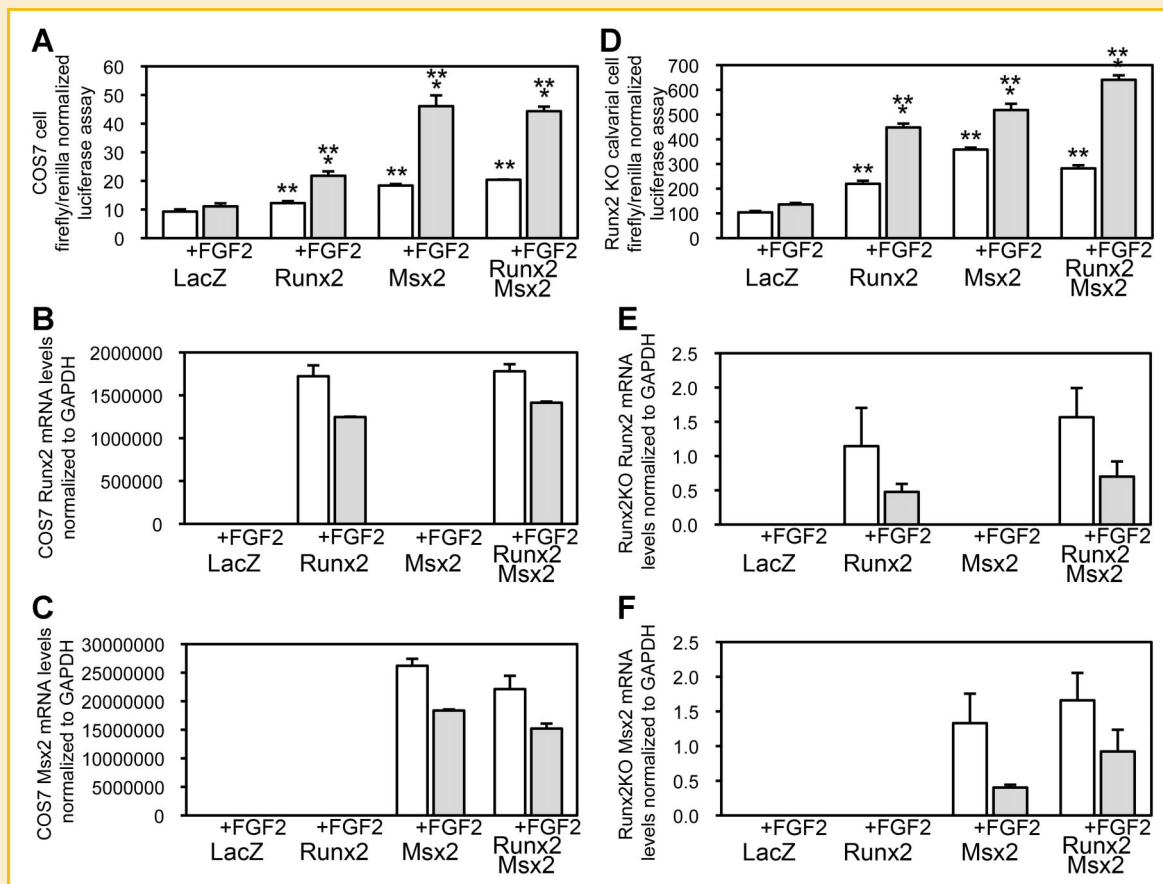 A
COS7 cell
firefly/renilla normalized
luciferase assay
60
50
40
30
20
10
0
** ** * ** ** * ** ** *
+FGF2 +FGF2 +FGF2 +FGF2
LacZ Runx2 Msx2 Runx2
Msx2
B
COS7 Runx2 mRNA levels
normalized to GAPDH
2000000
1500000
1000000
500000
0
+FGF2 +FGF2 +FGF2 +FGF2
LacZ Runx2 Msx2 Runx2
Msx2
C
COS7 Msx2 mRNA levels
normalized to GAPDH
30000000
25000000
20000000
15000000
10000000
5000000
0
+FGF2 +FGF2 +FGF2 +FGF2
LacZ Runx2 Msx2 Runx2
Msx2
D
Runx2 KO calvarial cell
firefly/renilla normalized
luciferase assay
700
600
500
400
300
200
100
0
** ** * ** ** * ** ** *
+FGF2 +FGF2 +FGF2 +FGF2
LacZ Runx2 Msx2 Runx2
Msx2
E
Runx2KO Runx2 mRNA
levels normalized to GAPDH
2.5
2.0
1.5
1.0
0.5
0.0
+FGF2 +FGF2 +FGF2 +FGF2
LacZ Runx2 Msx2 Runx2
Msx2
F
Runx2KO Msx2 mRNA
levels normalized to GAPDH
2.5
2.0
1.5
1.0
0.5
0.0
+FGF2 +FGF2 +FGF2 +FGF2
LacZ Runx2 Msx2 Runx2
Msx2